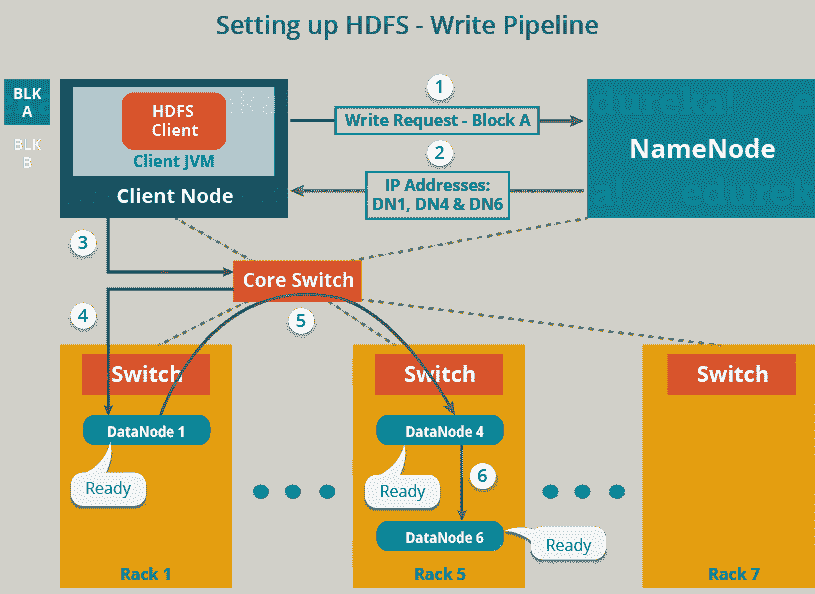 Setting up HDFS - Write Pipeline
BLK
A
BLK
B
HDFS
Client
Client JVM
Client Node
1
Write Request - Block A
2
IP Addresses:
DN1, DN4 & DN6
NameNode
3
Core Switch
4
5
Switch
Switch
Switch
DataNode 1
DataNode 4
Ready
Ready
6
DataNode 6
Ready
Rack 1
Rack 5
Rack 7